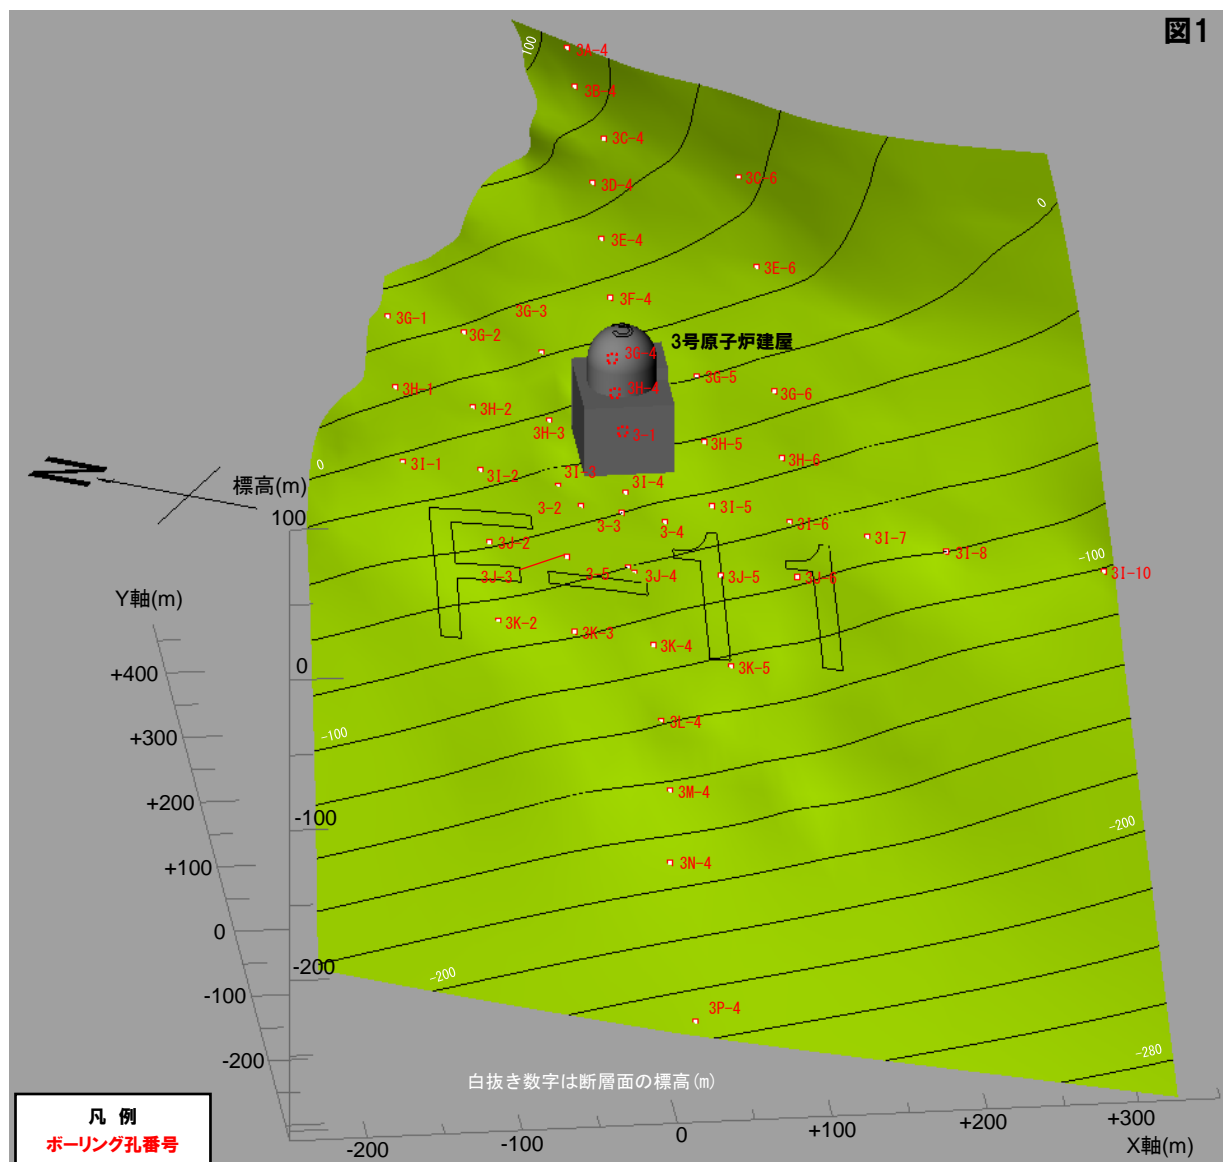 図1
100
3A-4
3B-4
3C-4
3D-4
3C-6
0
3E-4
3E-6
3F-4
3G-1
3G-2
3G-3
3
3号原子炉建屋
3G-4
3G-5
3G-6
3H-1
3H-2
3H-3
3H-4
3-1
3H-5
3H-6
0
3I-1
3I-2
3I-3
3I-4
3I-5
3I-6
3I-7
3I-8
3I-10
-100
3-2
3-3
3-4
3-5
3J-2
3J-3
3J-4
3J-5
3J-6
F-11
3K-2
3K-3
3K-4
3K-5
-100
3L-4
3M-4
3N-4
-200
-200
3P-4
-280
N
標高(m)
100
0
-100
-200
Y軸(m)
+400
+300
+200
+100
0
-100
-200
白抜き数字は断層面の標高(m)
-200
-100
0
+100
+200
+300
X軸(m)
凡 例
ボーリング孔番号